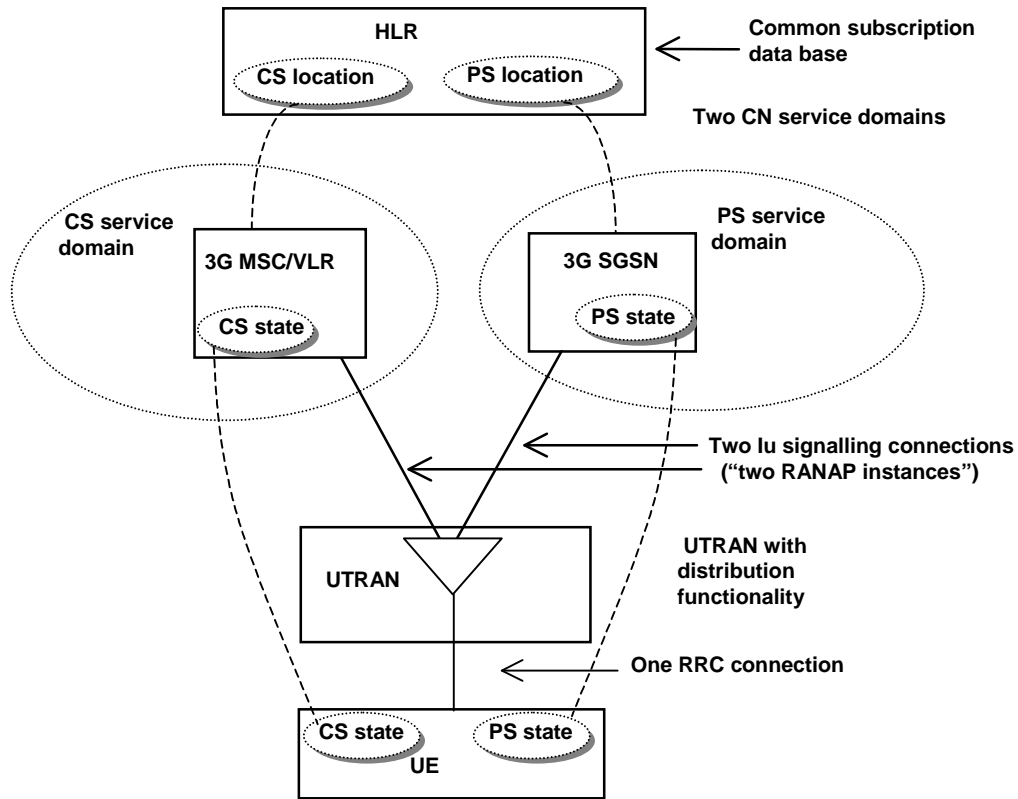 HLR
Common subscription
data base
CS location
PS location
Two CN service domains
CS service
domain
PS service
domain
3G MSC/VLR
3G SGSN
CS state
PS state
Two Iu signalling connections
(“two RANAP instances”)
UTRAN
UTRAN with
distribution
functionality
One RRC connection
CS state
PS state
UE